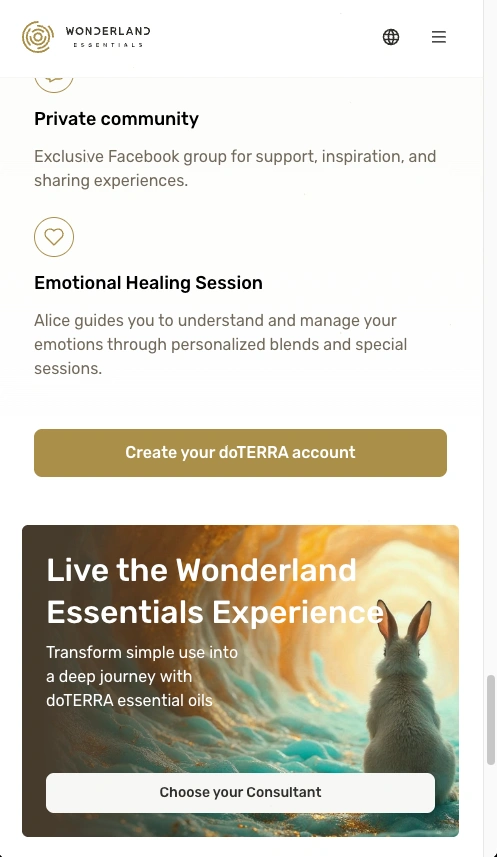 WONDERLAND
ESSENTIALS
Private community
Exclusive Facebook group for support, inspiration, and
sharing experiences.
Emotional Healing Session
Alice guides you to understand and manage your
emotions through personalized blends and special
sessions.
Create your doTERRA account
Live the Wonderland
Essentials Experience
Transform simple use into
a deep journey with
doTERRA essential oils
Choose your Consultant